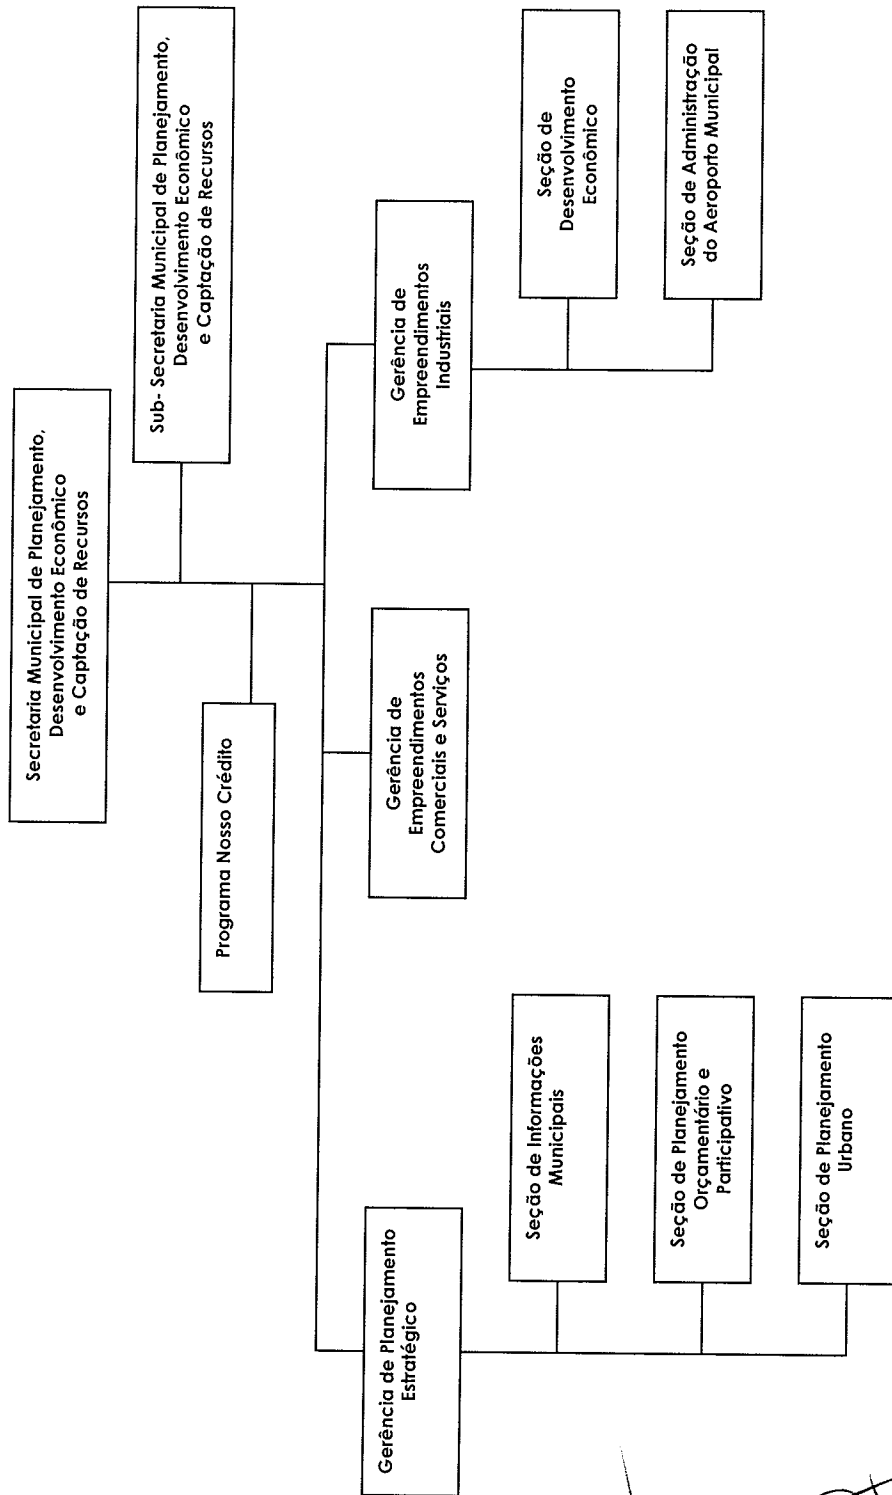 Secretaria Municipal de Planejamento,
Desenvolvimento Econômico
e Captação de Recursos
Sub- Secretaria Municipal de Planejamento,
Desenvolvimento Econômico
e Captação de Recursos
Programa Nosso Crédito
Gerência de Planejamento
Estratégico
Gerência de
Empreendimentos
Comerciais e Serviços
Gerência de
Empreendimentos
Industriais
Seção de Informações
Municipais
Seção de Planejamento
Orçamentário e
Participativo
Seção de Planejamento
Urbano
Seção de
Desenvolvimento
Econômico
Seção de Administração
do Aeroporto Municipal